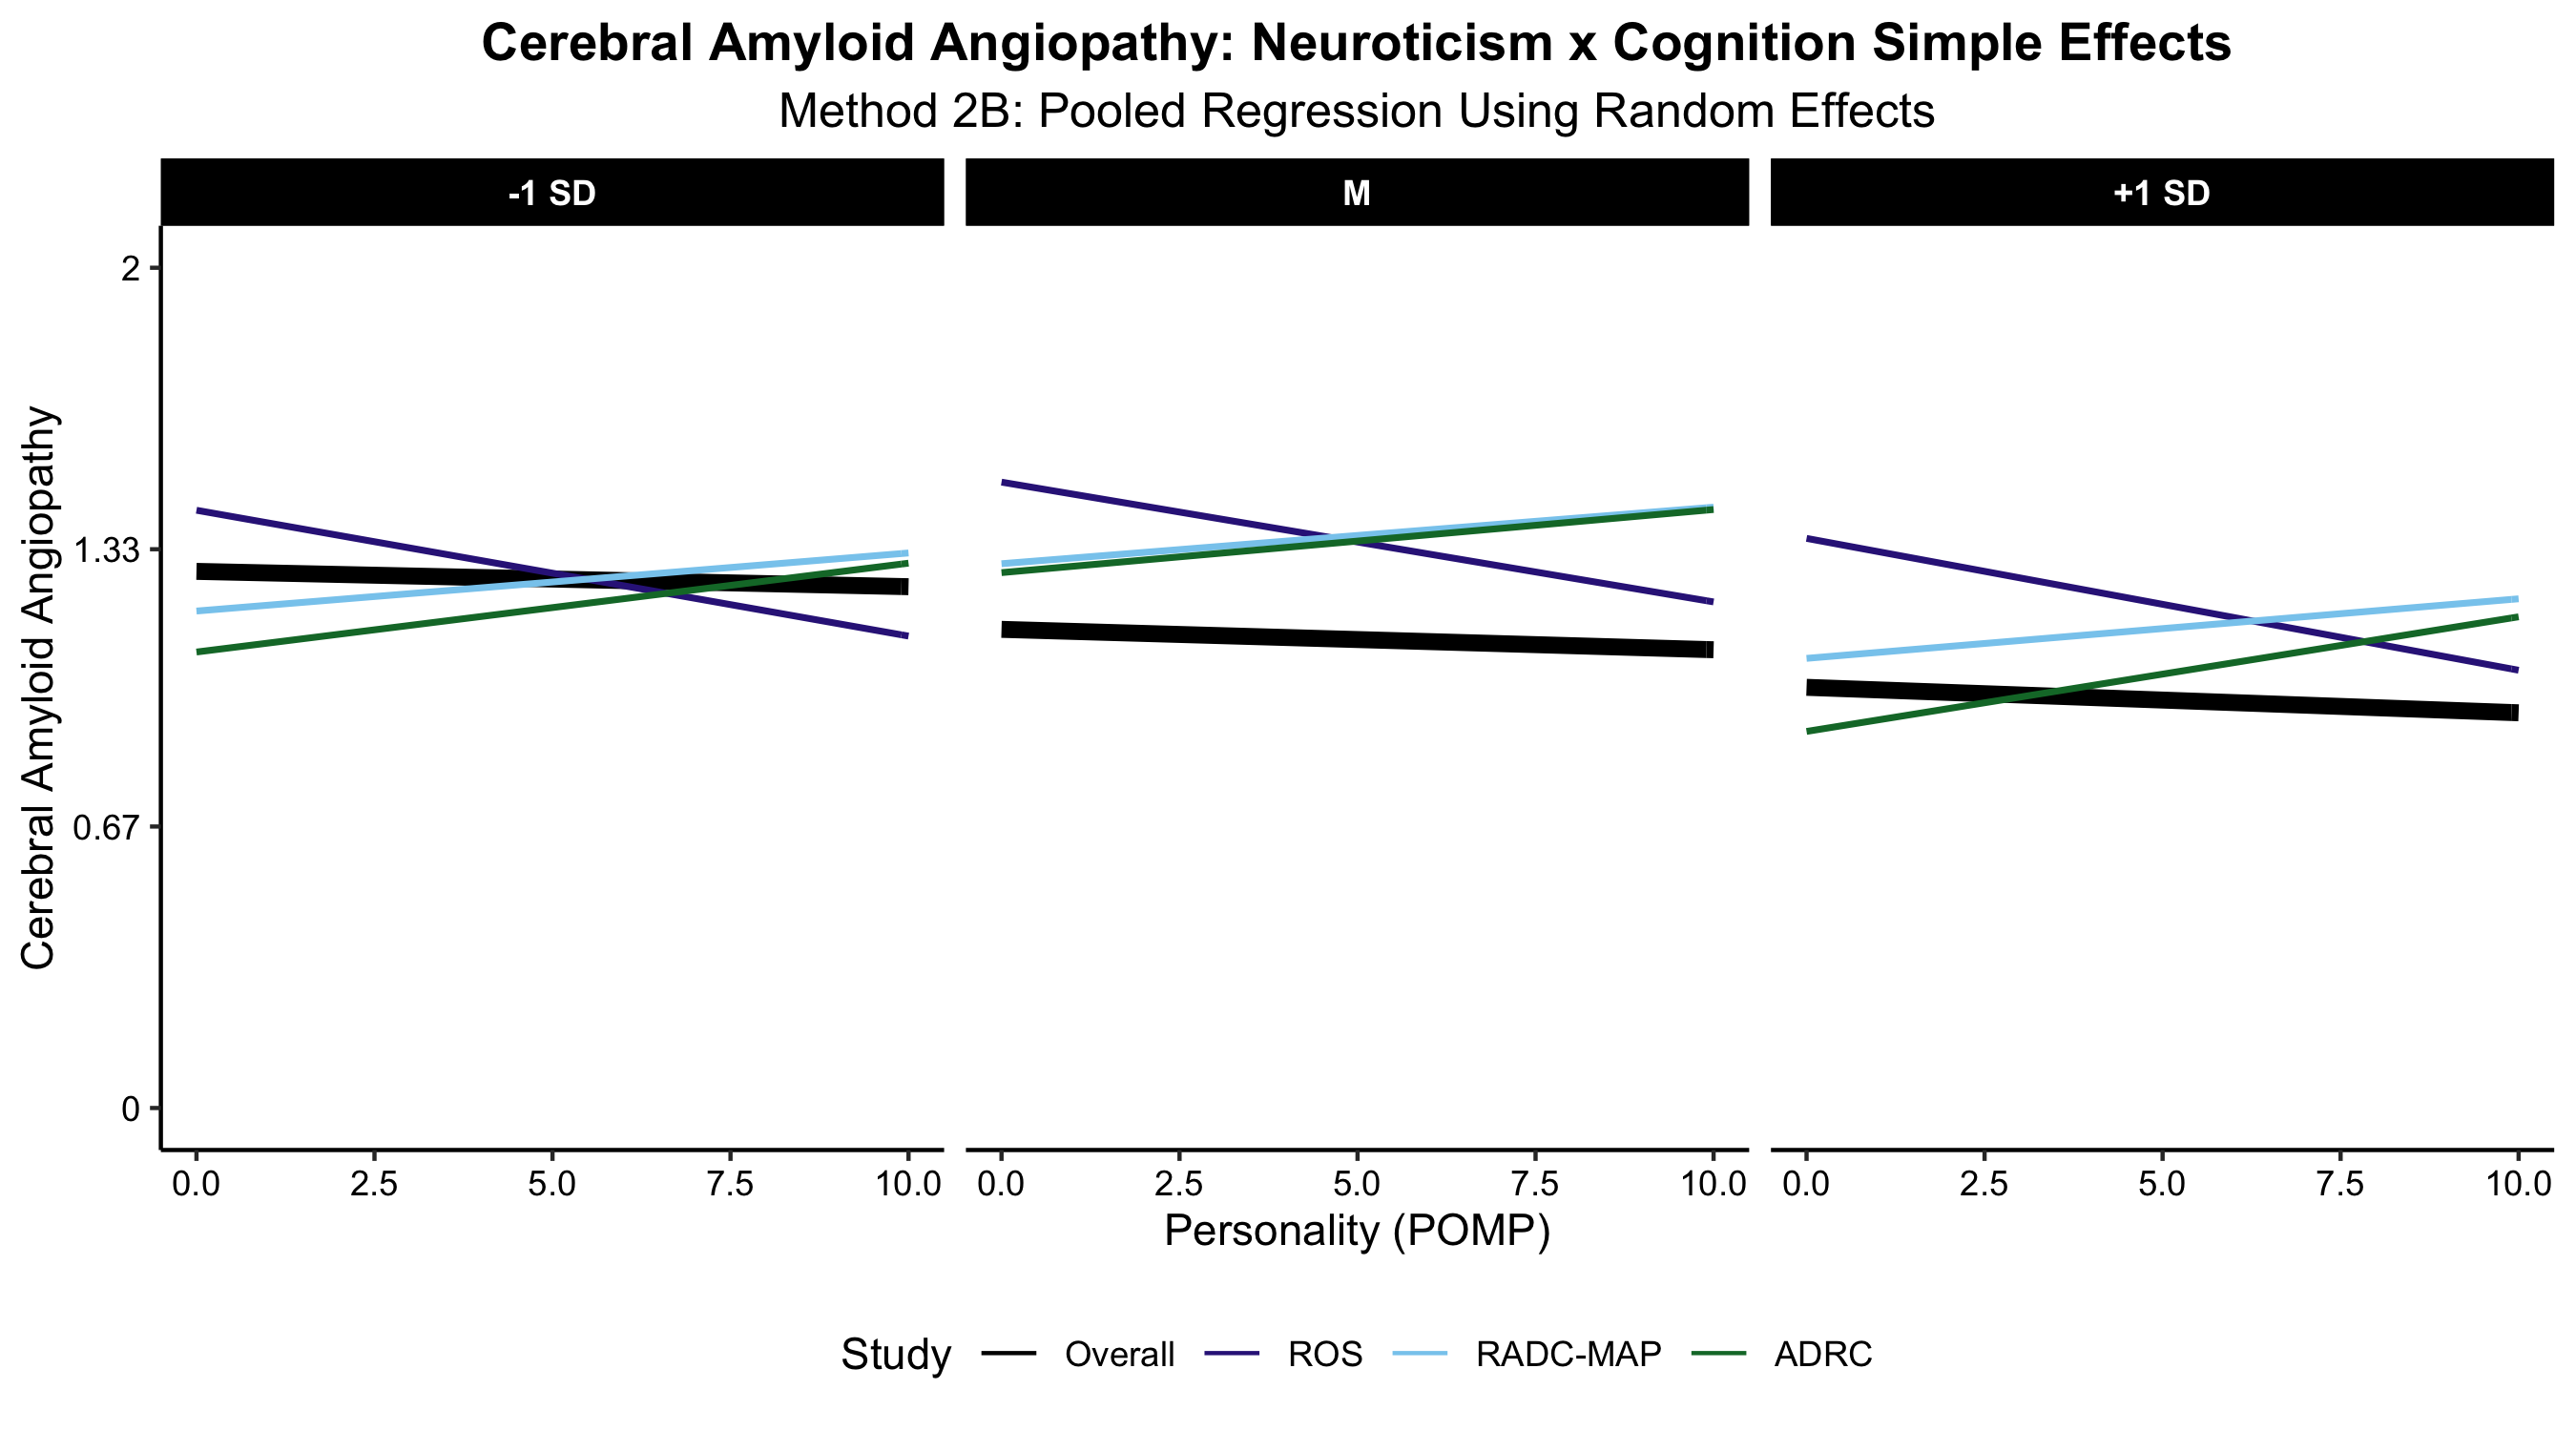 Cerebral Amyloid Angiopathy: Neuroticism x Cognition Simple Effects
Method 2B: Pooled Regression Using Random Effects
-1 SD
M
+1 SD
Cerebral Amyloid Angiopathy
2
1.33
0.67
0
0.0 2.5 5.0 7.5 10.0
0.0 2.5 5.0 7.5 10.0
0.0 2.5 5.0 7.5 10.0
Personality (POMP)
Study Overall ROS RADC-MAP ADRC